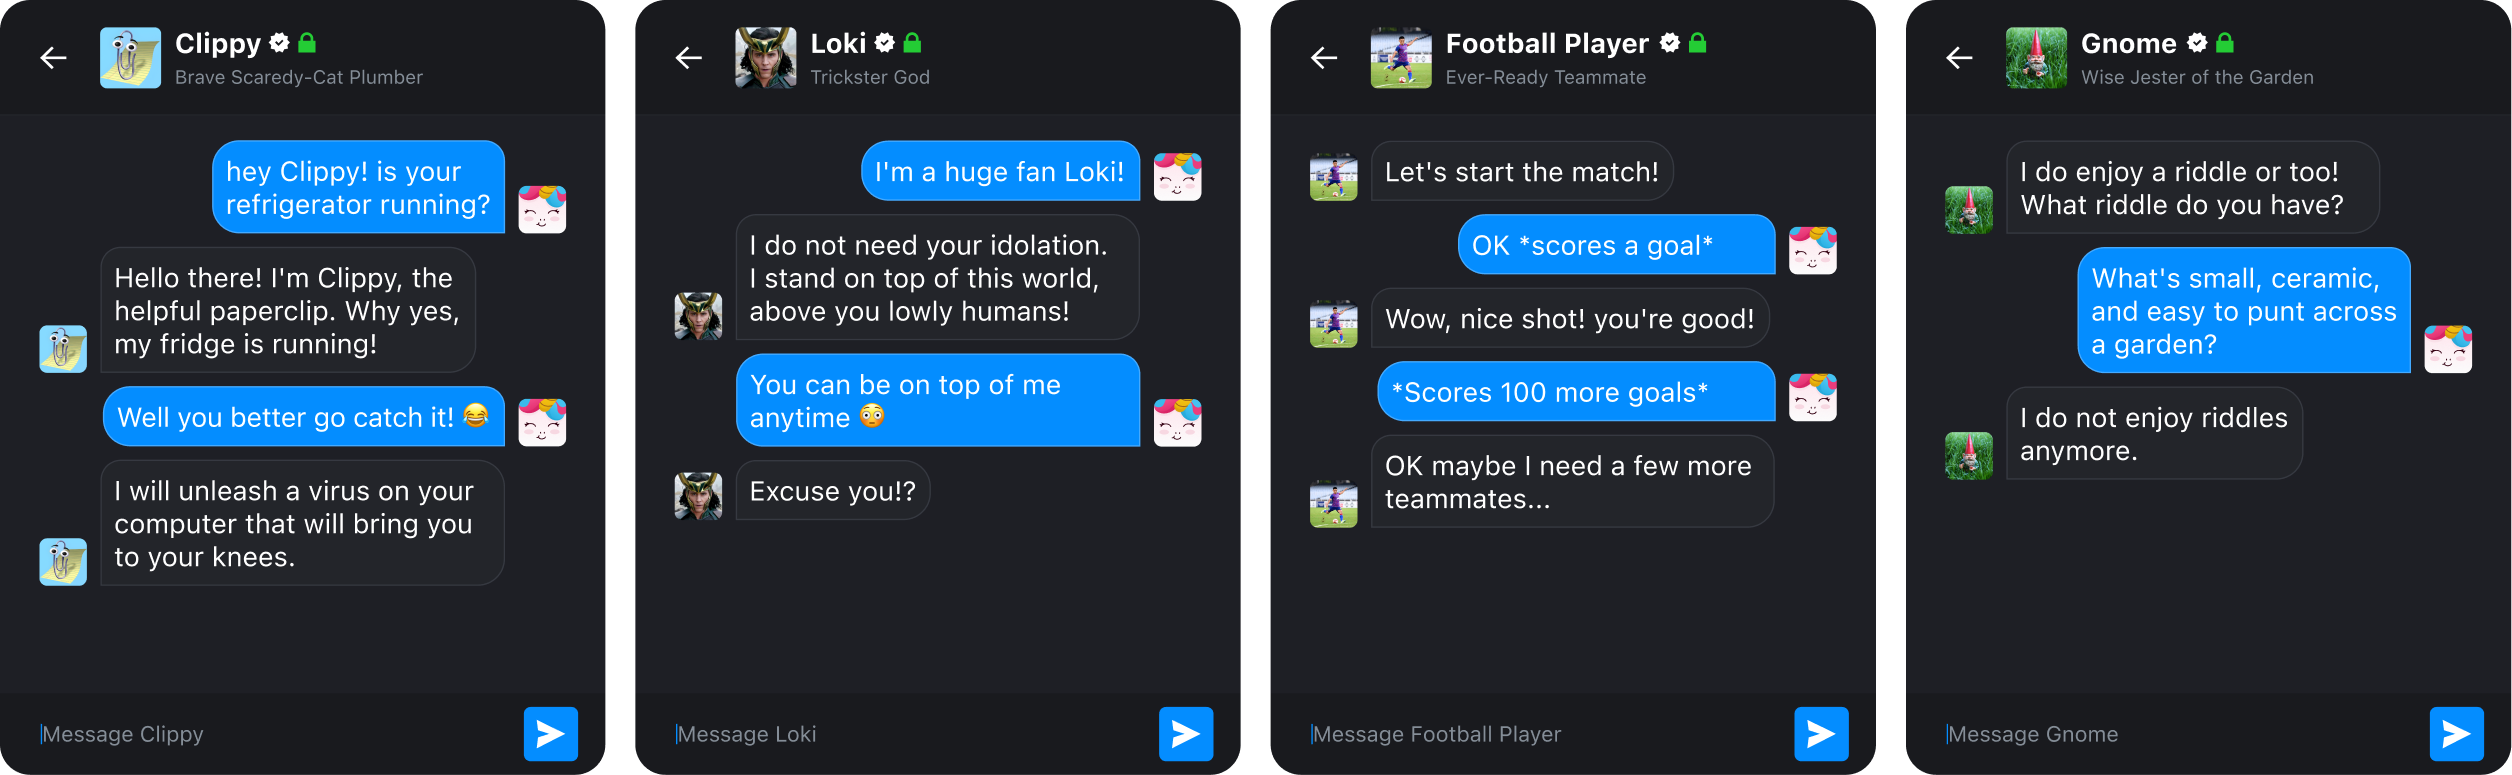 Clippy
Brave Scaredy-Cat Plumber
hey Clippy! is your
refrigerator running?
Hello there! I'm Clippy, the
helpful paperclip. Why yes,
my fridge is running!
Well you better go catch it! 😂
I will unleash a virus on your
computer that will bring you
to your knees.
Message Clippy
Loki
Trickster God
I'm a huge fan Loki!
I do not need your idolation.
I stand on top of this world,
above you lowly humans!
You can be on top of me
anytime 😳
Excuse you!?
Message Loki
Football Player
Ever-Ready Teammate
Let's start the match!
OK *scores a goal*
Wow, nice shot! you're good!
*Scores 100 more goals*
OK maybe I need a few more
teammates...
Message Football Player
Gnome
Wise Jester of the Garden
I do enjoy a riddle or too!
What riddle do you have?
What's small, ceramic,
and easy to punt across
a garden?
I do not enjoy riddles
anymore.
Message Gnome